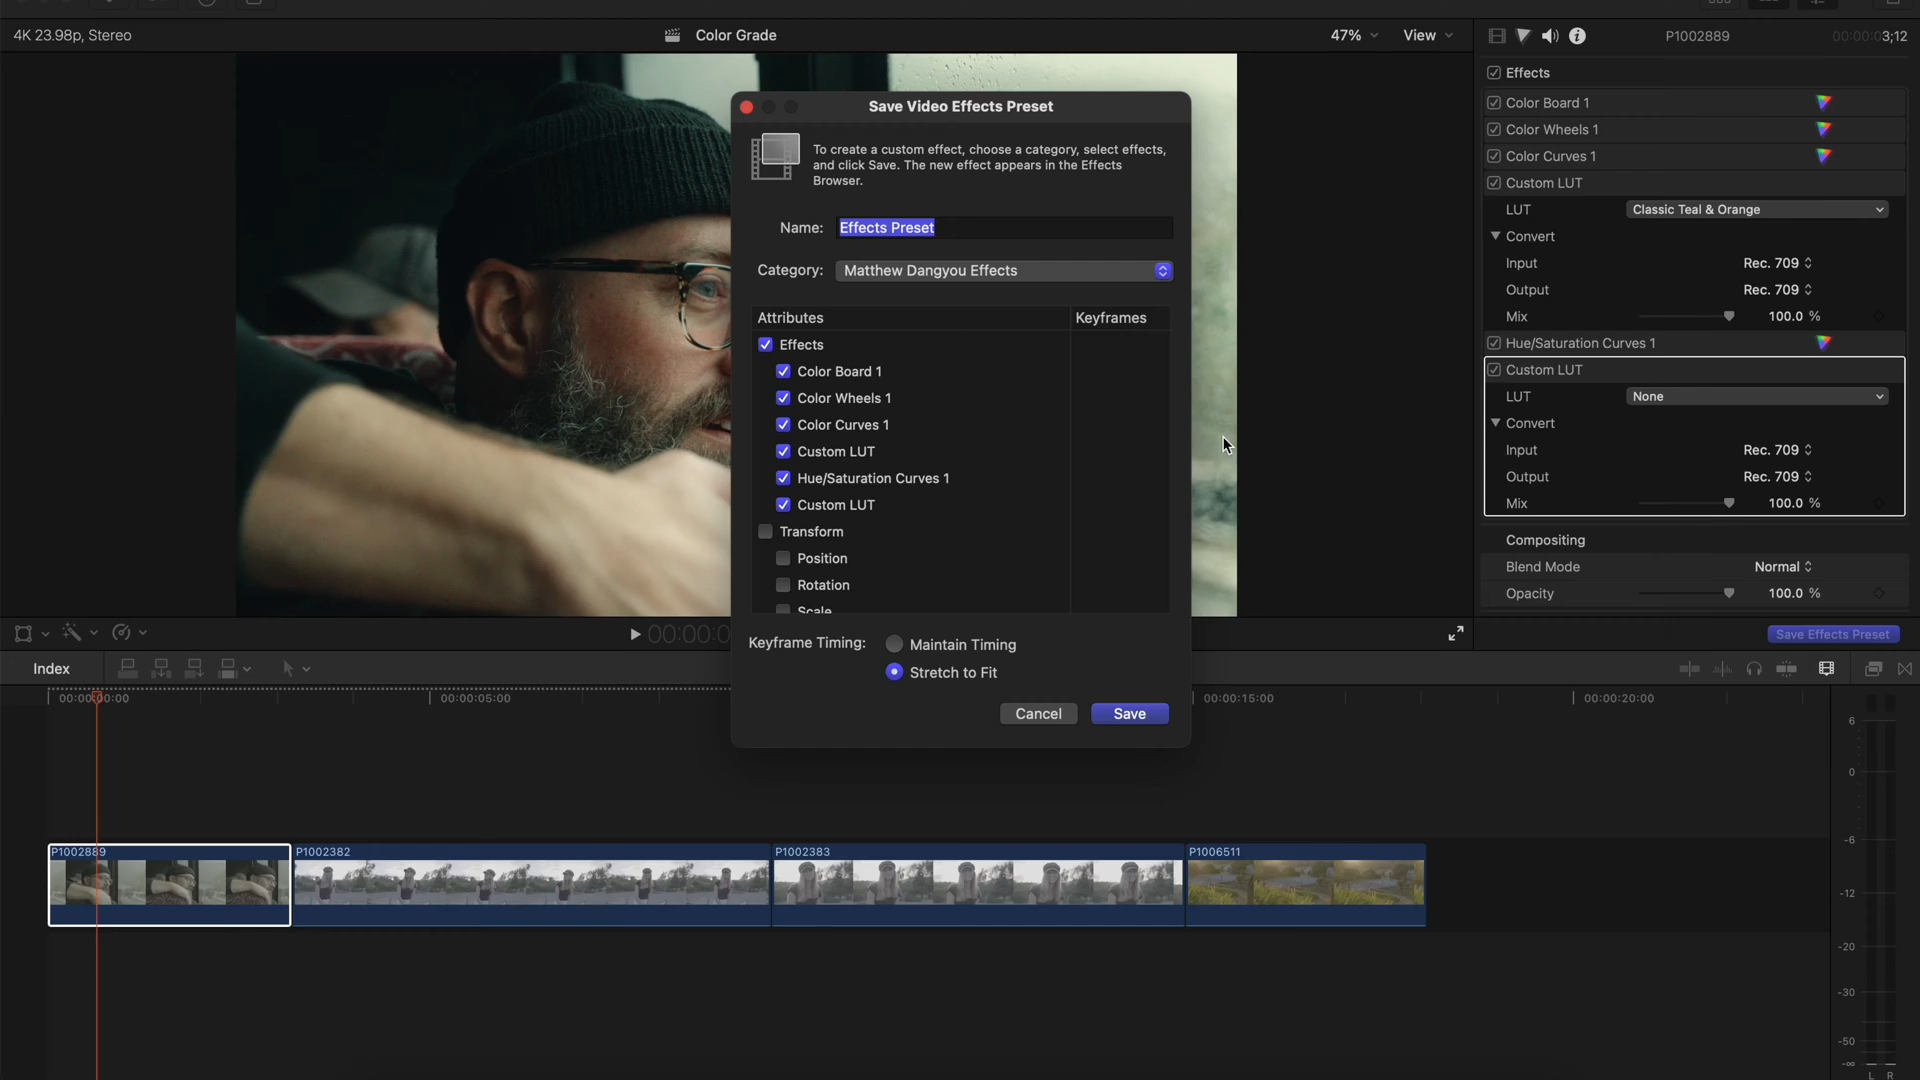 4K 23.98p, Stereo
Color Grade
47%
View
P1002889
00:00:03;12
Effects
Color Board 1
Color Wheels 1
Color Curves 1
Custom LUT
LUT
Classic Teal & Orange
Convert
Input
Rec. 709
Output
Rec. 709
Mix
100.0 %
Hue/Saturation Curves 1
Custom LUT
LUT
None
Convert
Input
Rec. 709
Output
Rec. 709
Mix
100.0 %
Compositing
Blend Mode
Normal
Opacity
100.0 %
Save Effects Preset
Save Video Effects Preset
To create a custom effect, choose a category, select effects,
and click Save. The new effect appears in the Effects
Browser.
Name:
Effects Preset
Category:
Matthew Dangyou Effects
Attributes
Keyframes
Effects
Color Board 1
Color Wheels 1
Color Curves 1
Custom LUT
Hue/Saturation Curves 1
Custom LUT
Transform
Position
Rotation
Scale
Keyframe Timing:
Maintain Timing
Stretch to Fit
Cancel
Save
Index
00:00:00:00
00:00:05:00
00:00:15:00
00:00:20:00
P1002889
P1002382
P1002383
P1006511
6
0
-6
-12
-20
-30
-50
-∞
L R